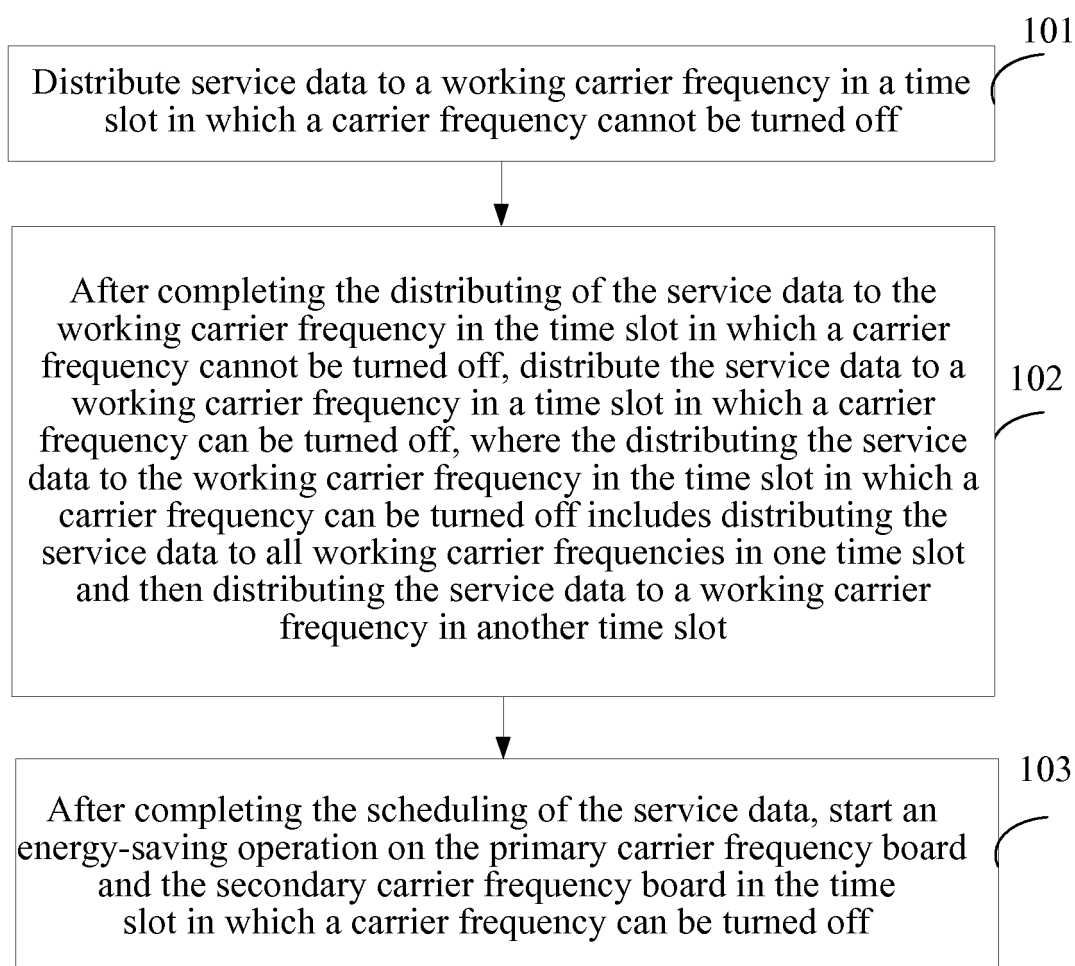 101
Distribute service data to a working carrier frequency in a time
slot in which a carrier frequency cannot be turned off
After completing the distributing of the service data to the
working carrier frequency in the time slot in which a carrier
frequency cannot be turned off, distribute the service data to a
working carrier frequency in a time slot in which a carrier
frequency can be turned off, where the distributing the service
data to the working carrier frequency in the time slot in which a
carrier frequency can be turned off includes distributing the
service data to all working carrier frequencies in one time slot
and then distributing the service data to a working carrier
frequency in another time slot
102
103
After completing the scheduling of the service data, start an
energy-saving operation on the primary carrier frequency board
and the secondary carrier frequency board in the time
slot in which a carrier frequency can be turned off